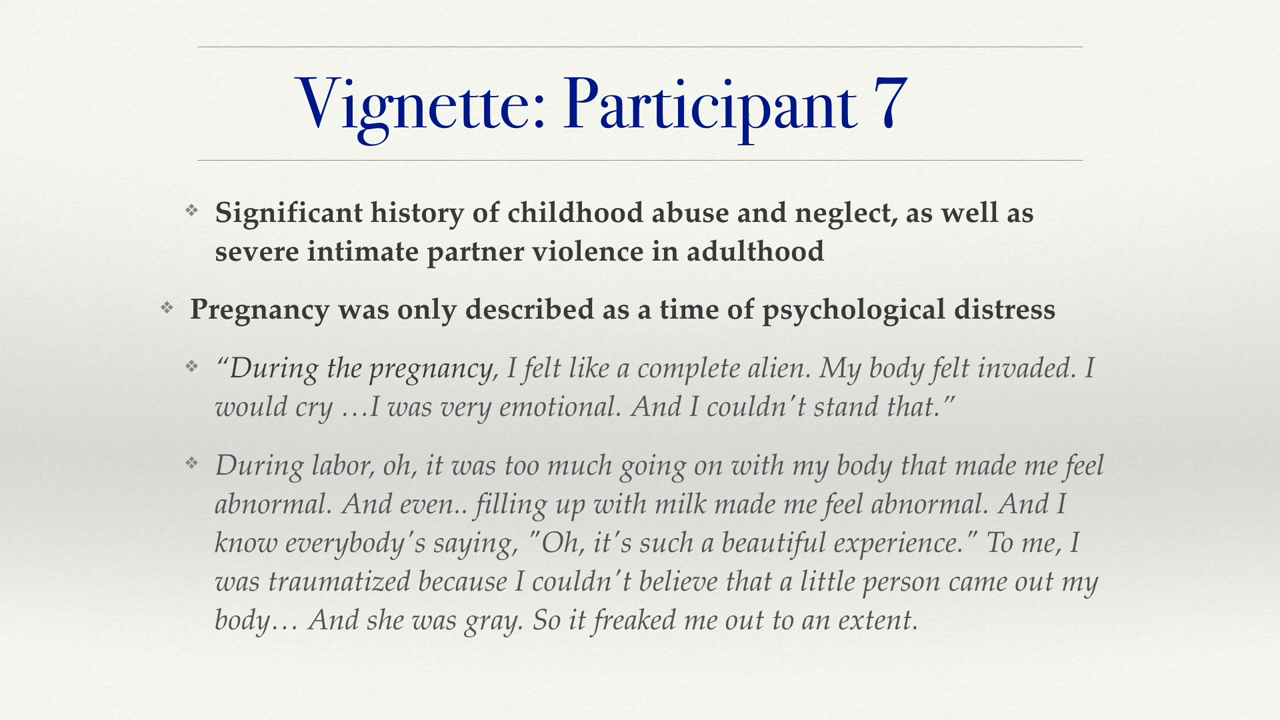 Vignette: Participant 7
❖ Significant history of childhood abuse and neglect, as well as
severe intimate partner violence in adulthood
❖ Pregnancy was only described as a time of psychological distress
❖ “During the pregnancy, I felt like a complete alien. My body felt invaded. I
would cry …I was very emotional. And I couldn't stand that.”
❖ During labor, oh, it was too much going on with my body that made me feel
abnormal. And even.. filling up with milk made me feel abnormal. And I
know everybody's saying, "Oh, it's such a beautiful experience." To me, I
was traumatized because I couldn't believe that a little person came out my
body… And she was gray. So it freaked me out to an extent.